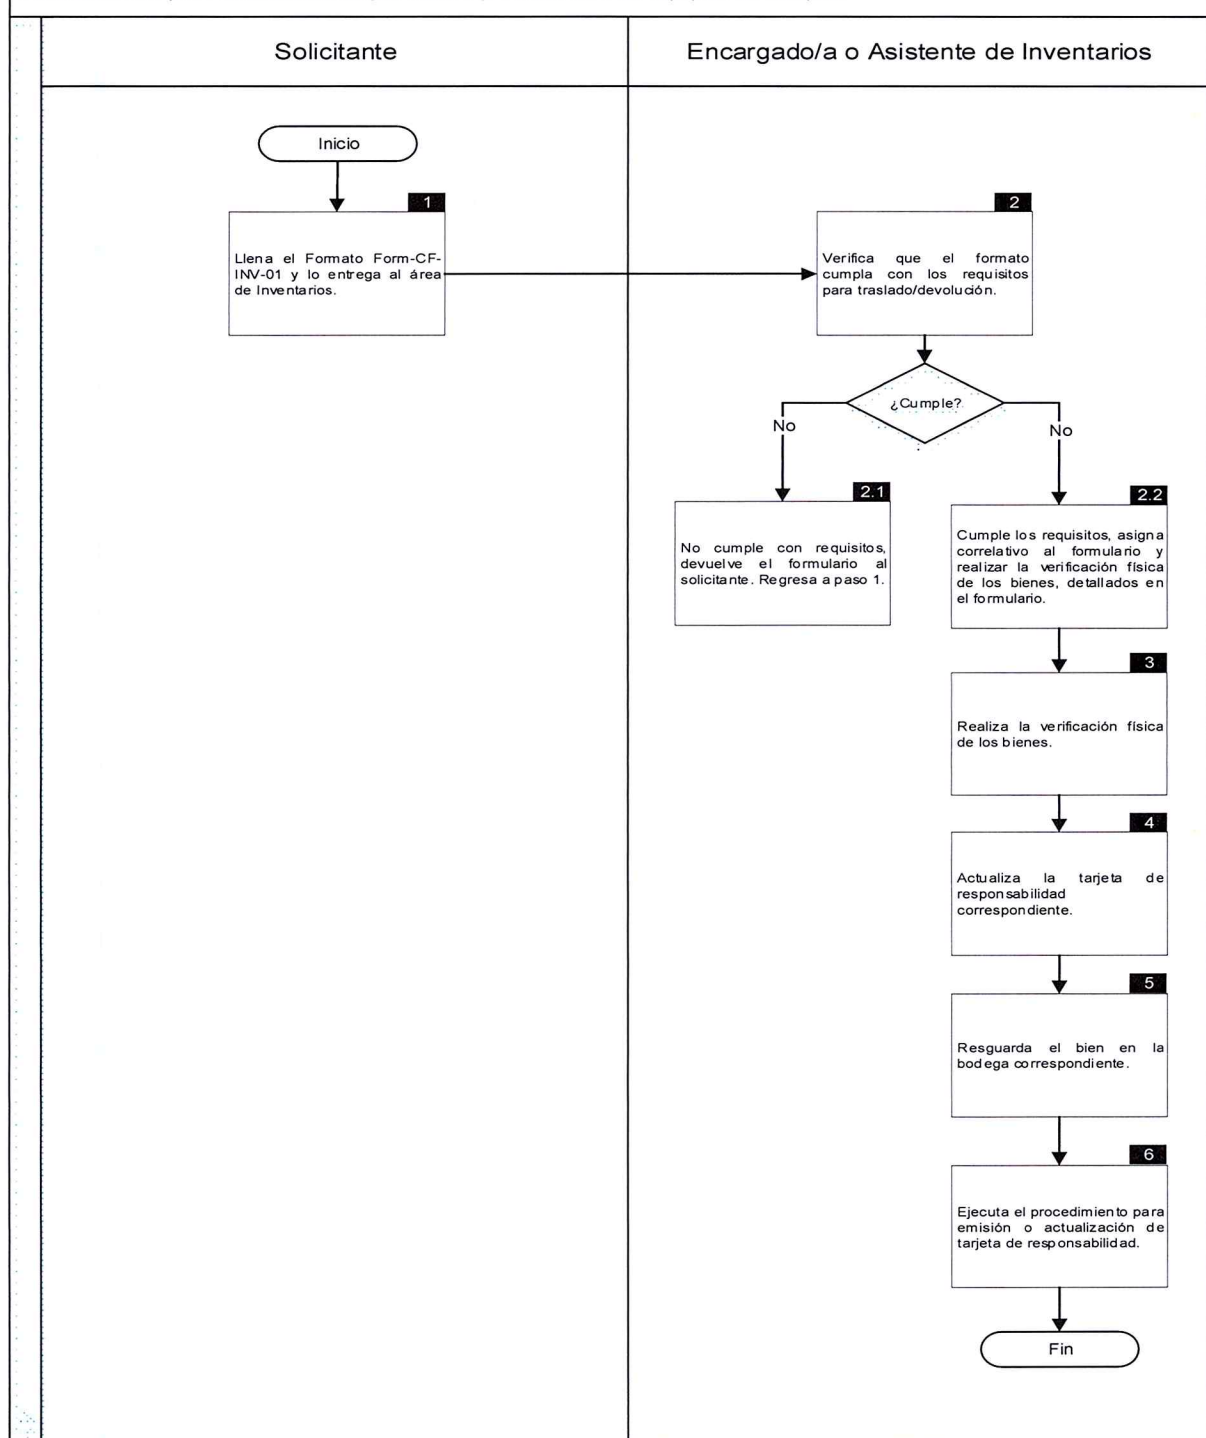 Solicitante
Encargado/a o Asistente de Inventarios
Inicio
1
Llena el Formato Form-CF-
INV-01 y lo entrega al área
de Inventarios.
2
Verifica que el formato
cumpla con los requisitos
para traslado/devolución.
¿Cumple?
No
No
2.1
No cumple con requisitos,
devuelve el formulario al
solicitante. Regresa a paso 1.
2.2
Cumple los requisitos, asigna
correlativo al formulario y
realizar la verificación física
de los bienes, detallados en
el formulario.
3
Realiza la verificación física
de los bienes.
4
Actualiza la tarjeta de
responsabilidad
correspondiente.
5
Resguarda el bien en la
bodega correspondiente.
6
Ejecuta el procedimiento para
emisión o actualización de
tarjeta de responsabilidad.
Fin